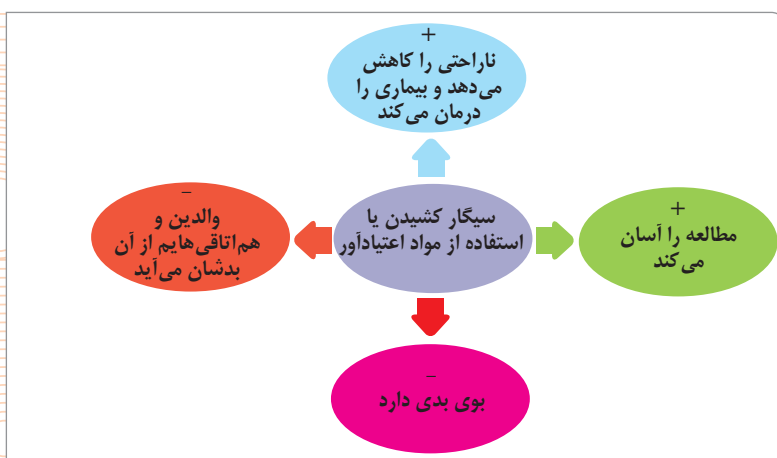 +
ناراحتی را کاهش
می‌دهد و بیماری را
درمان می‌کند
سیگار کشیدن یا
استفاده از مواد اعتیادآور
+
مطالعه را آسان
می‌کند
–
والدین و
هم‌اتاقی‌هایم از آن
بدشان می‌آید
–
بوی بدی دارد